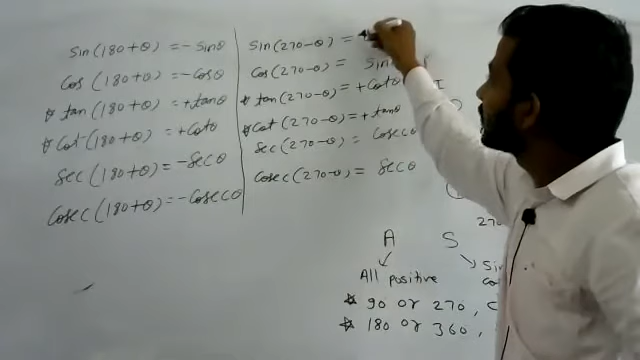 sin(180+θ) = -sinθ
cos(180+θ) = -cosθ
☆ tan(180+θ) = +tanθ
☆ cot(180+θ) = +cotθ
sec(180+θ) = -secθ
cosec(180+θ) = -cosecθ
sin(270-θ) =
cos(270-θ) = sin
☆ tan(270-θ) = +cotθ
☆ cot(270-θ) = +tanθ
sec(270-θ) = cosecθ
cosec(270-θ) = secθ
I
270
A S
All positive
sin
☆ 90 or 270,
☆ 180 or 360,